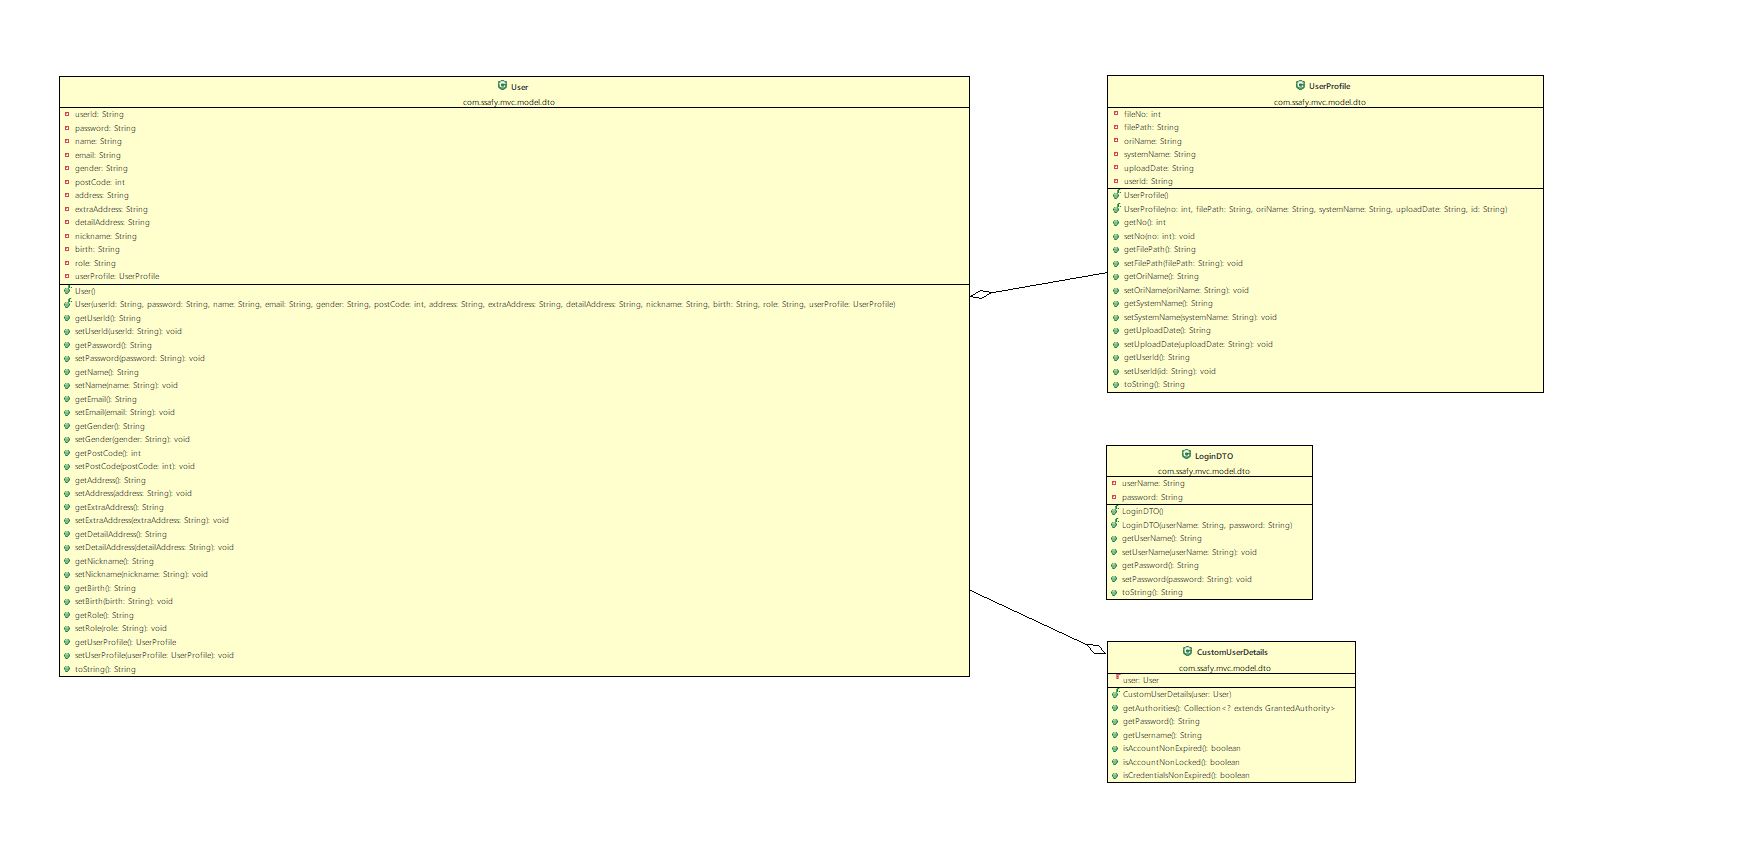 User
com.ssafy.mvc.model.dto
userId: String
password: String
name: String
email: String
gender: String
postCode: int
address: String
extraAddress: String
detailAddress: String
nickname: String
birth: String
role: String
userProfile: UserProfile
User()
User(userId: String, password: String, name: String, email: String, gender: String, postCode: int, address: String, extraAddress: String, detailAddress: String, nickname: String, birth: String, role: String, userProfile: UserProfile)
getUserId(): String
setUserId(userId: String): void
getPassword(): String
setPassword(password: String): void
getName(): String
setName(name: String): void
getEmail(): String
setEmail(email: String): void
getGender(): String
setGender(gender: String): void
getPostCode(): int
setPostCode(postCode: int): void
getAddress(): String
setAddress(address: String): void
getExtraAddress(): String
setExtraAddress(extraAddress: String): void
getDetailAddress(): String
setDetailAddress(detailAddress: String): void
getNickname(): String
setNickname(nickname: String): void
getBirth(): String
setBirth(birth: String): void
getRole(): String
setRole(role: String): void
getUserProfile(): UserProfile
setUserProfile(userProfile: UserProfile): void
toString(): String
UserProfile
com.ssafy.mvc.model.dto
fileNo: int
filePath: String
oriName: String
systemName: String
uploadDate: String
userId: String
UserProfile()
UserProfile(no: int, filePath: String, oriName: String, systemName: String, uploadDate: String, id: String)
getNo(): int
setNo(no: int): void
getFilePath(): String
setFilePath(filePath: String): void
getOriName(): String
setOriName(oriName: String): void
getSystemName(): String
setSystemName(systemName: String): void
getUploadDate(): String
setUploadDate(uploadDate: String): void
getUserId(): String
setUserId(id: String): void
toString(): String
LoginDTO
com.ssafy.mvc.model.dto
userName: String
password: String
LoginDTO()
LoginDTO(userName: String, password: String)
getUserName(): String
setUserName(userName: String): void
getPassword(): String
setPassword(password: String): void
toString(): String
CustomUserDetails
com.ssafy.mvc.model.dto
user: User
CustomUserDetails(user: User)
getAuthorities(): Collection<? extends GrantedAuthority>
getPassword(): String
getUsername(): String
isAccountNonExpired(): boolean
isAccountNonLocked(): boolean
isCredentialsNonExpired(): boolean